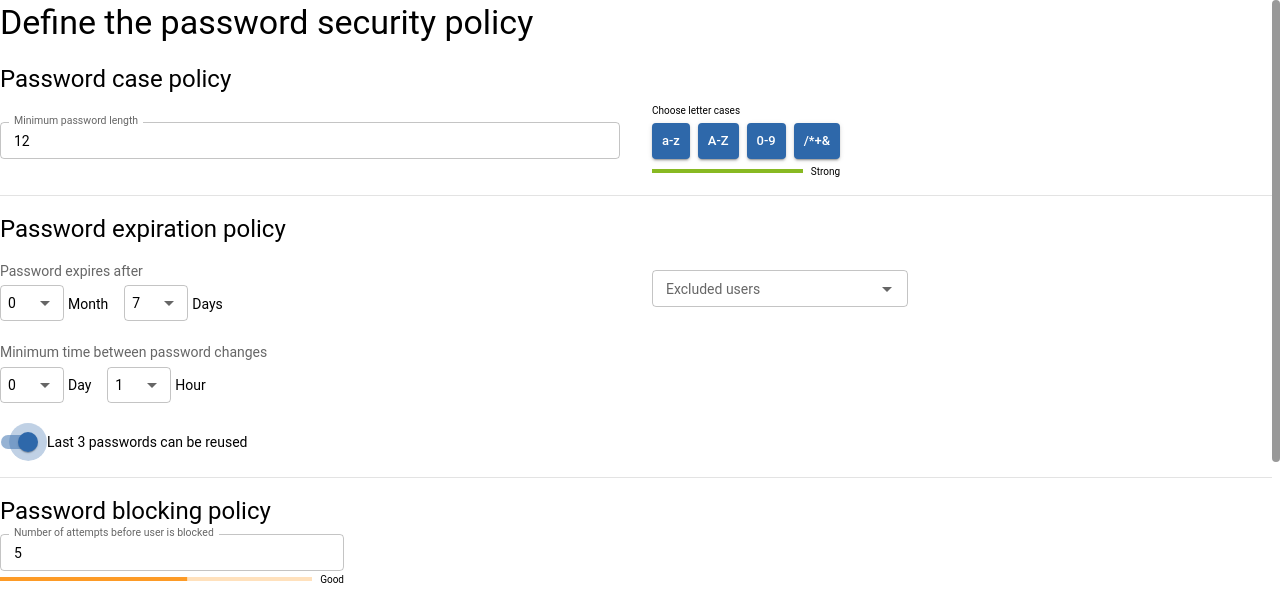 Define the password security policy
Password case policy
Minimum password length
12
Choose letter cases
a-z A-Z 0-9 /*+&
Strong
Password expiration policy
Password expires after
0 Month 7 Days
Excluded users
Minimum time between password changes
0 Day 1 Hour
Last 3 passwords can be reused
Password blocking policy
Number of attempts before user is blocked
5
Good